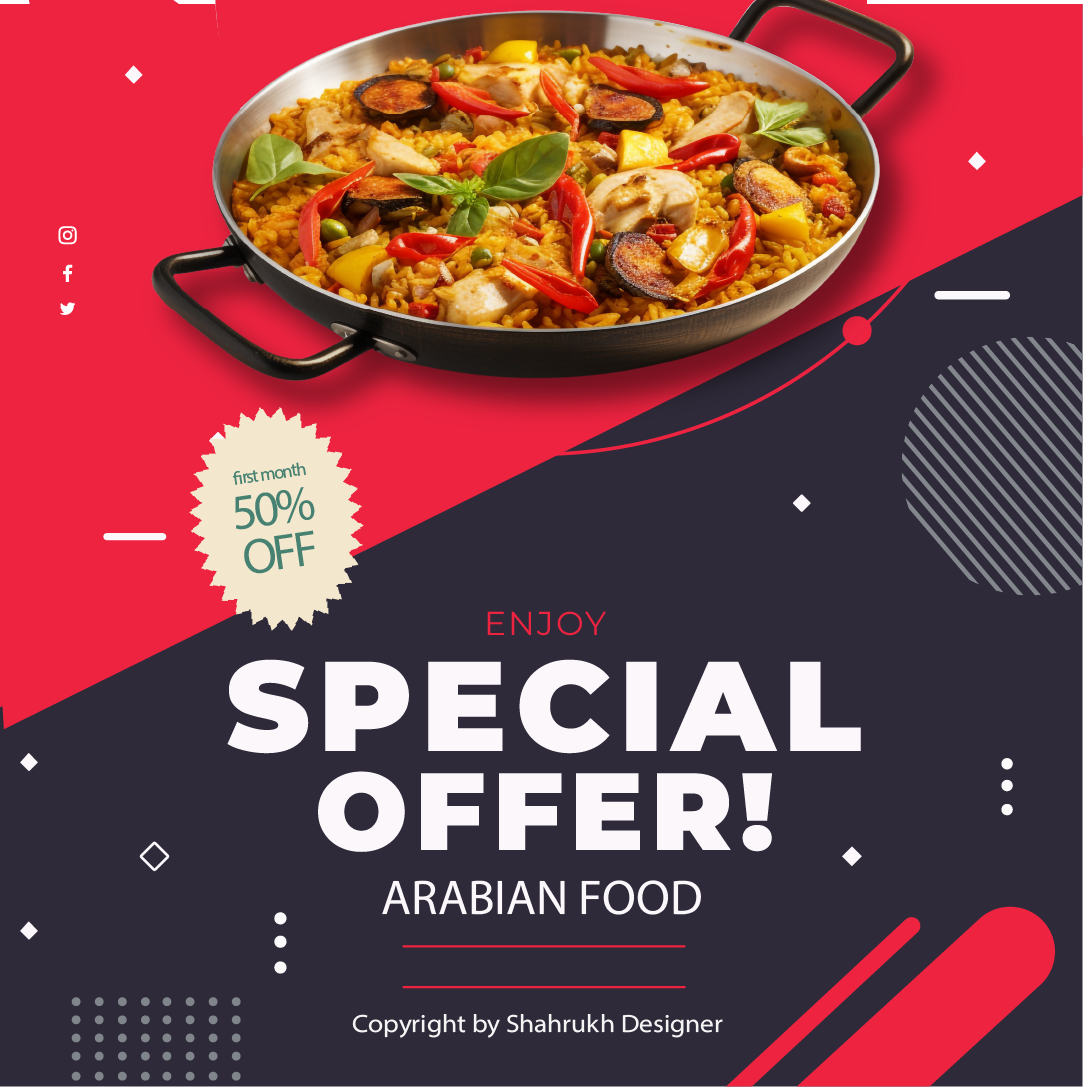 first month
50%
OFF
ENJOY
SPECIAL
OFFER!
ARABIAN FOOD
Copyright by Shahrukh Designer